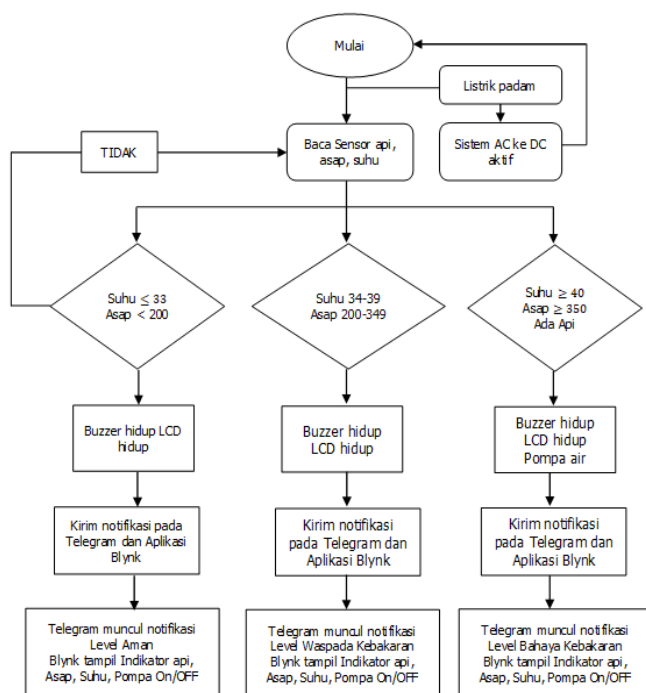 Mulai
Listrik padam
TIDAK
Baca Sensor api,
asap, suhu
Sistem AC ke DC
aktif
Suhu ≤ 33
Asap < 200
Suhu 34-39
Asap 200-349
Suhu ≥ 40
Asap ≥ 350
Ada Api
Buzzer hidup LCD
hidup
Buzzer hidup
LCD hidup
Buzzer hidup
LCD hidup
Pompa air
Kirim notifikasi pada
Telegram dan Aplikasi
Blynk
Kirim notifikasi
pada Telegram dan
Aplikasi Blynk
Kirim notifikasi
pada Telegram dan
Aplikasi Blynk
Telegram muncul notifikasi
Level Aman
Blynk tampil Indikator api,
Asap, Suhu, Pompa On/OFF
Telegram muncul notifikasi
Level Waspada Kebakaran
Blynk tampil Indikator api,
Asap, Suhu, Pompa On/OFF
Telegram muncul notifikasi
Level Bahaya Kebakaran
Blynk tampil Indikator api,
Asap, Suhu, Pompa On/OFF